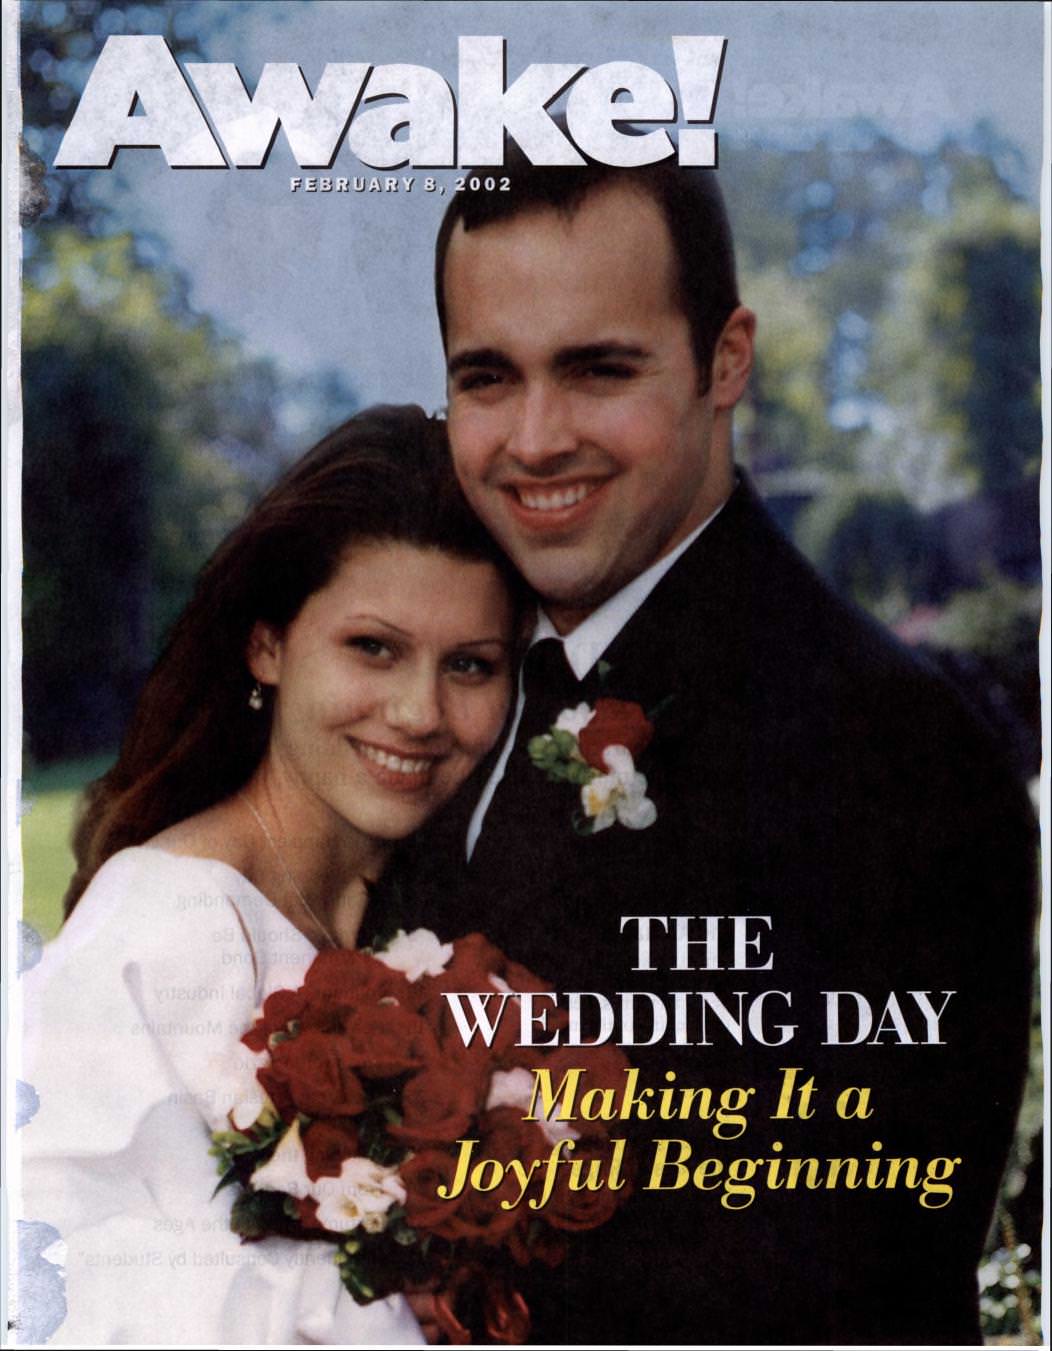 Awake!
FEBRUARY 8, 2002
THE
WEDDING DAY
Making It a
Joyful Beginning